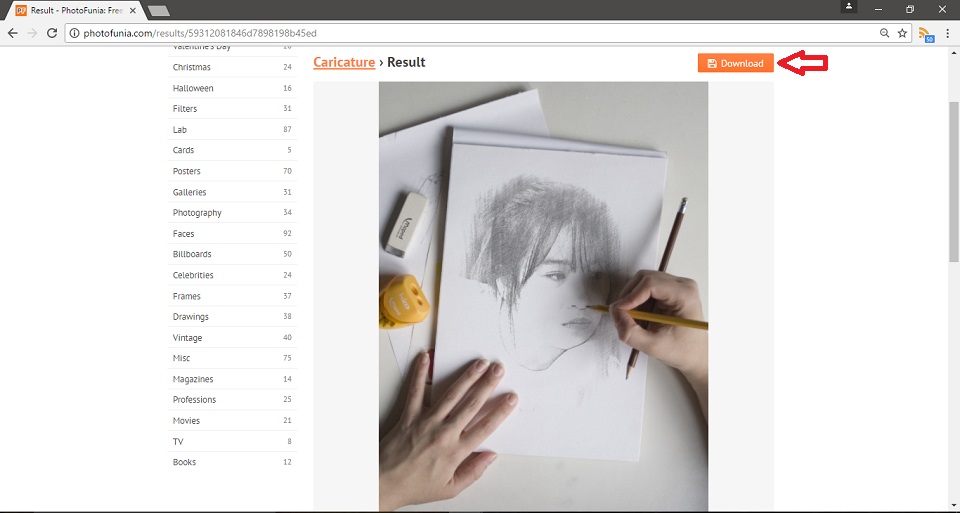 Result - PhotoFunia: Free
photofunia.com/results/59312081846d7898198b45ed
50
Valentine's Day 26
Christmas 24
Halloween 16
Filters 31
Lab 87
Cards 5
Posters 70
Galleries 31
Photography 34
Faces 92
Billboards 50
Celebrities 24
Frames 37
Drawings 38
Vintage 40
Misc 75
Magazines 14
Professions 25
Movies 21
TV 8
Books 12
Caricature › Result
Download